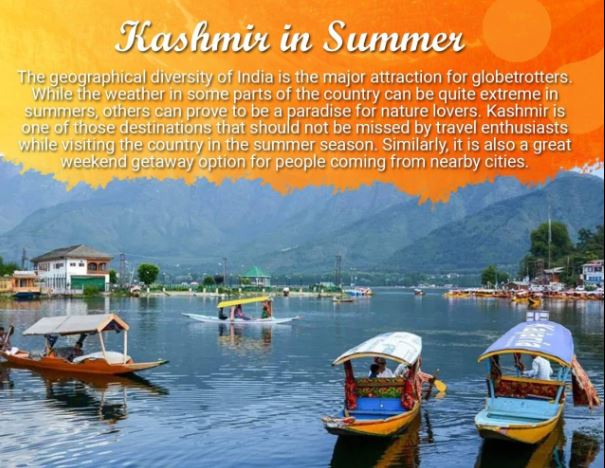 Kashmir in Summer
The geographical diversity of India is the major attraction for globetrotters.
While the weather in some parts of the country can be quite extreme in
summers, others can prove to be a paradise for nature lovers. Kashmir is
one of those destinations that should not be missed by travel enthusiasts
while visiting the country in the summer season. Similarly, it is also a great
weekend getaway option for people coming from nearby cities.